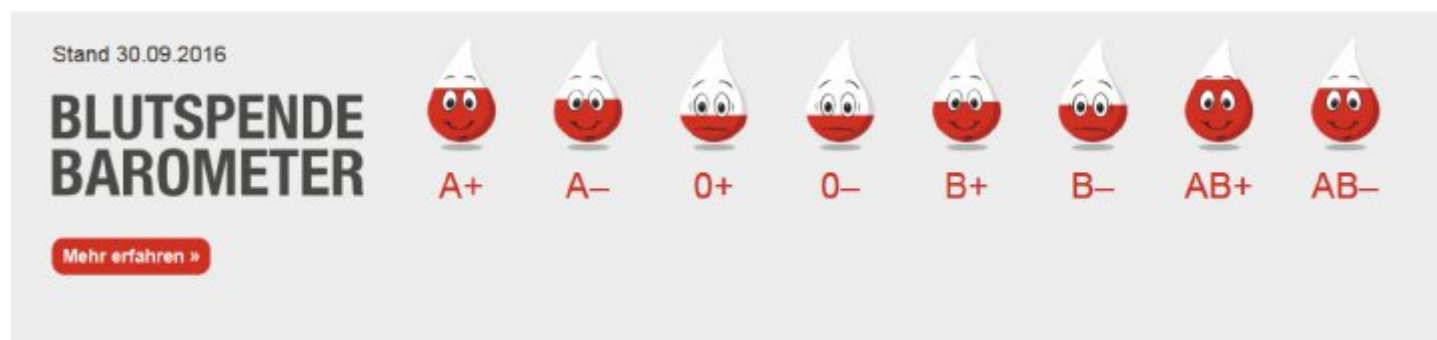 Stand 30.09.2016
BLUTSPENDE
BAROMETER
A+ A– 0+ 0– B+ B– AB+ AB–
Mehr erfahren »